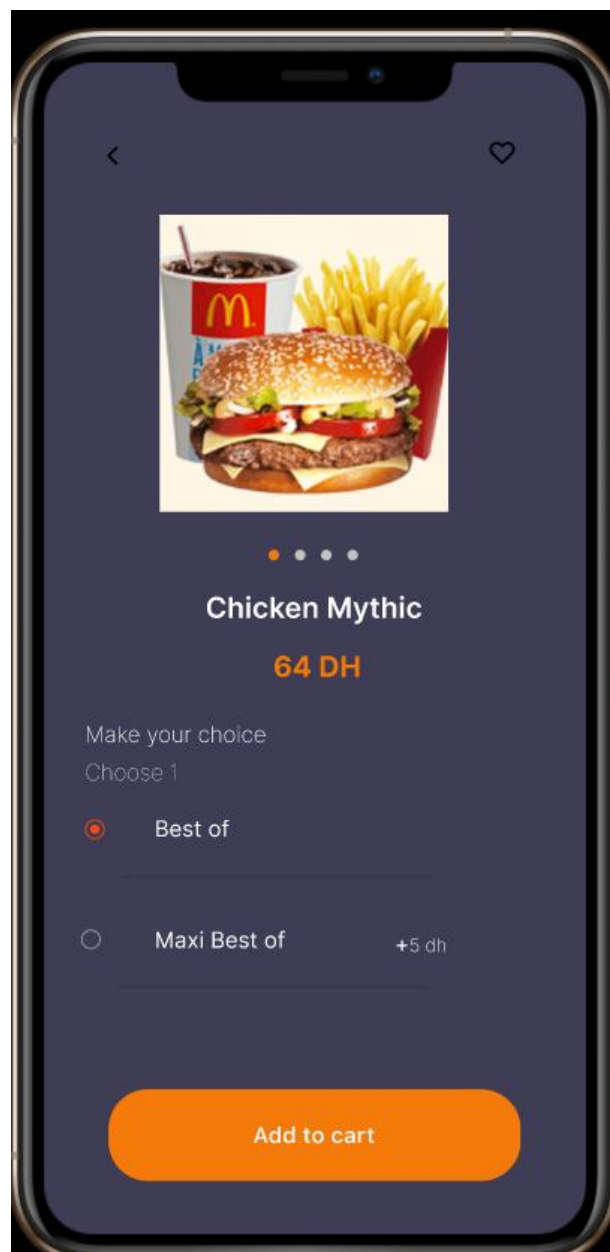 Chicken Mythic
64 DH
Make your choice
Choose 1
Best of
Maxi Best of +5 dh
Add to cart